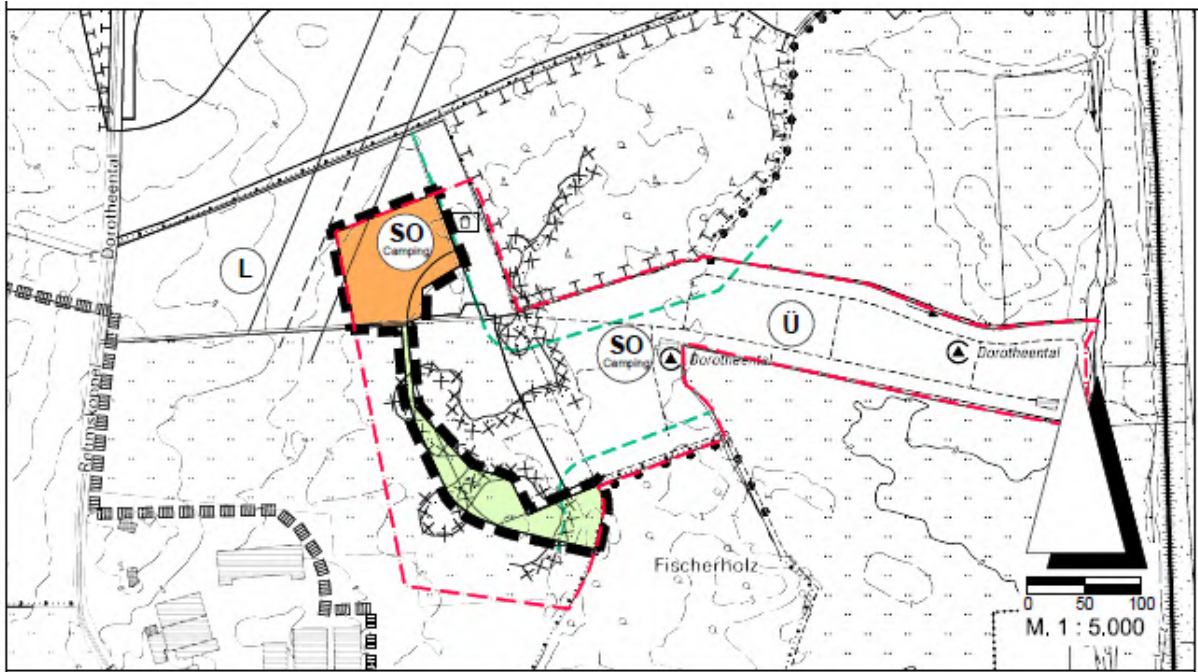 Dorotheental
SO
Camping
L
Ü
SO
Camping
Dorotheental
Dorotheental
Fischerholz
0 50 100
M. 1 : 5.000